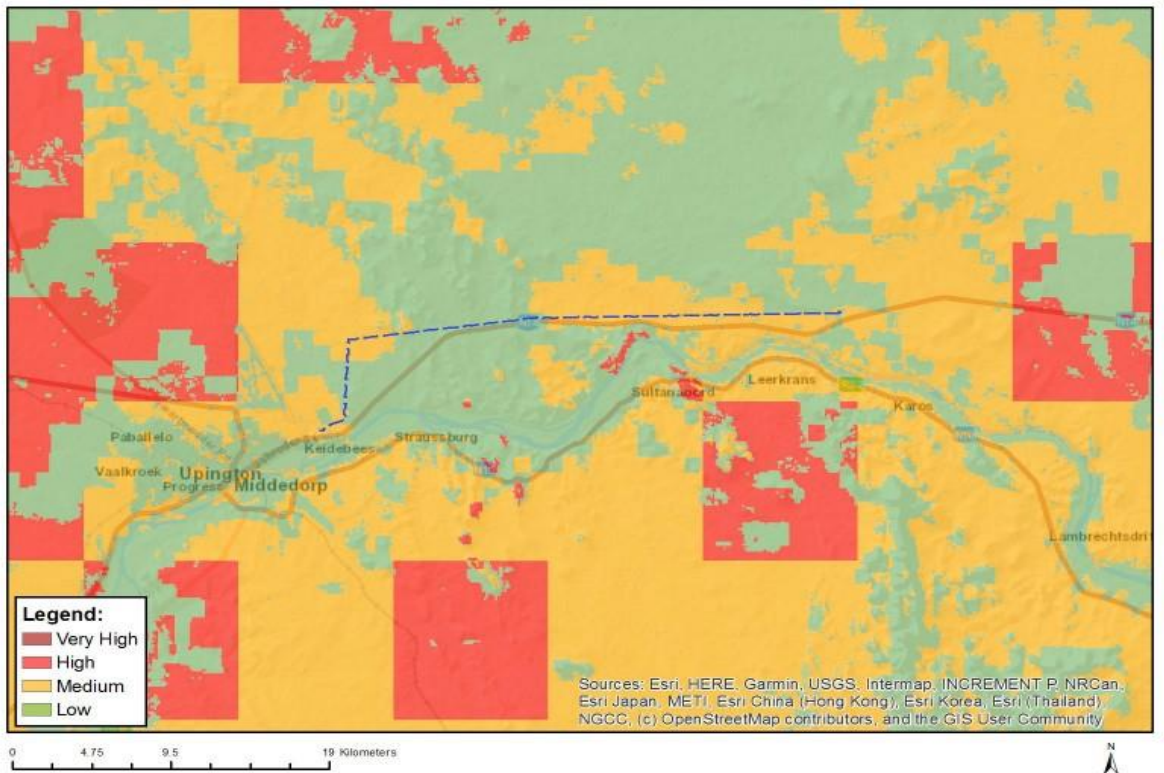 Sultanaoord
Leerkrans
Karos
Paballelo
Keidebees
Straussburg
Vaalkroek
Upington
Progress
Middedorp
Lambrechtsdri
Legend:
Very High
High
Medium
Low
Sources: Esri, HERE, Garmin, USGS, Intermap, INCREMENT P, NRCan,
Esri Japan, METI, Esri China (Hong Kong), Esri Korea, Esri (Thailand),
NGCC, (c) OpenStreetMap contributors, and the GIS User Community
0 4.75 9.5 19 Kilometers
N